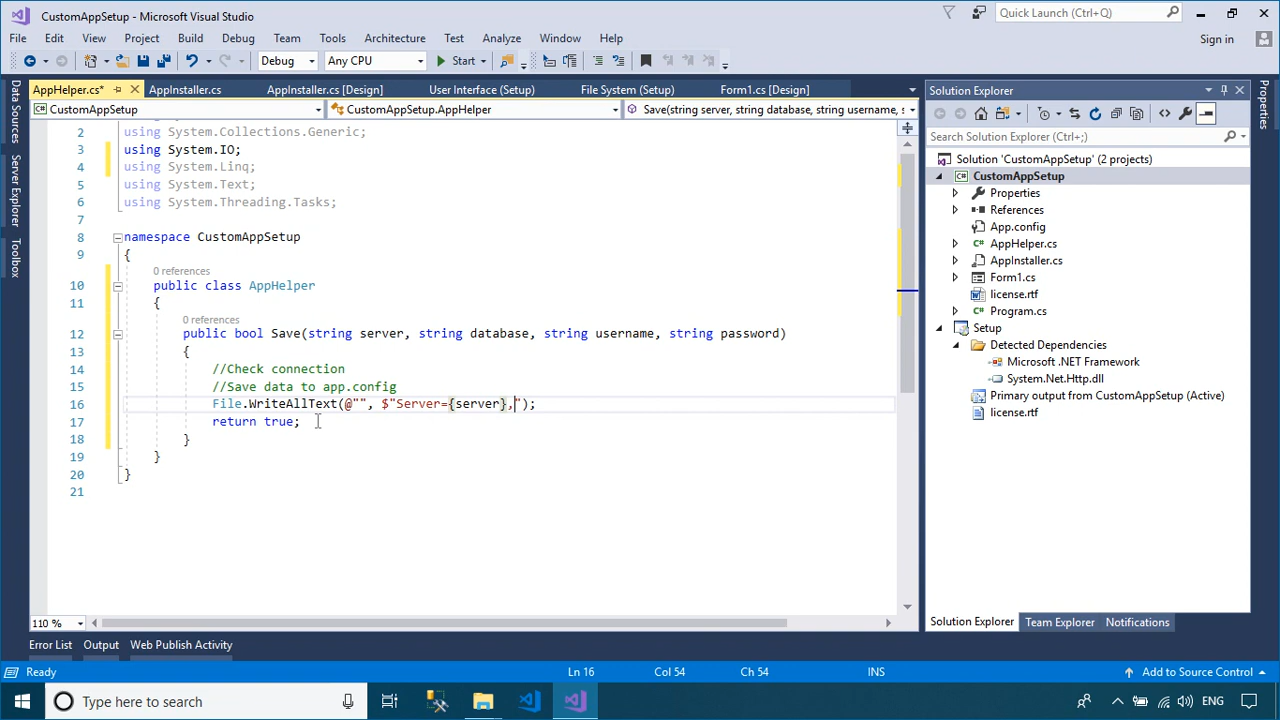 CustomAppSetup - Microsoft Visual Studio
Quick Launch (Ctrl+Q)
File Edit View Project Build Debug Team Tools Architecture Test Analyze Window Help
Sign in
Debug Any CPU Start
AppHelper.cs* AppInstaller.cs AppInstaller.cs [Design] User Interface (Setup) File System (Setup) Form1.cs [Design]
CustomAppSetup CustomAppSetup.AppHelper Save(string server, string database, string username, s
Data Sources
Server Explorer
Toolbox
2 using System.Collections.Generic;
3 using System.IO;
4 using System.Linq;
5 using System.Text;
6 using System.Threading.Tasks;
7
8 namespace CustomAppSetup
9 {
0 references
10 public class AppHelper
11 {
0 references
12 public bool Save(string server, string database, string username, string password)
13 {
14 //Check connection
15 //Save data to app.config
16 File.WriteAllText(@"", $"Server={server},");
17 return true;
18 }
19 }
20 }
21
110 %
Solution Explorer
Search Solution Explorer (Ctrl+;)
Solution 'CustomAppSetup' (2 projects)
CustomAppSetup
Properties
References
App.config
AppHelper.cs
AppInstaller.cs
Form1.cs
license.rtf
Program.cs
Setup
Detected Dependencies
Microsoft .NET Framework
System.Net.Http.dll
Primary output from CustomAppSetup (Active)
license.rtf
Properties
Solution Explorer Team Explorer Notifications
Error List Output Web Publish Activity
Ready Ln 16 Col 54 Ch 54 INS Add to Source Control
Type here to search
ENG